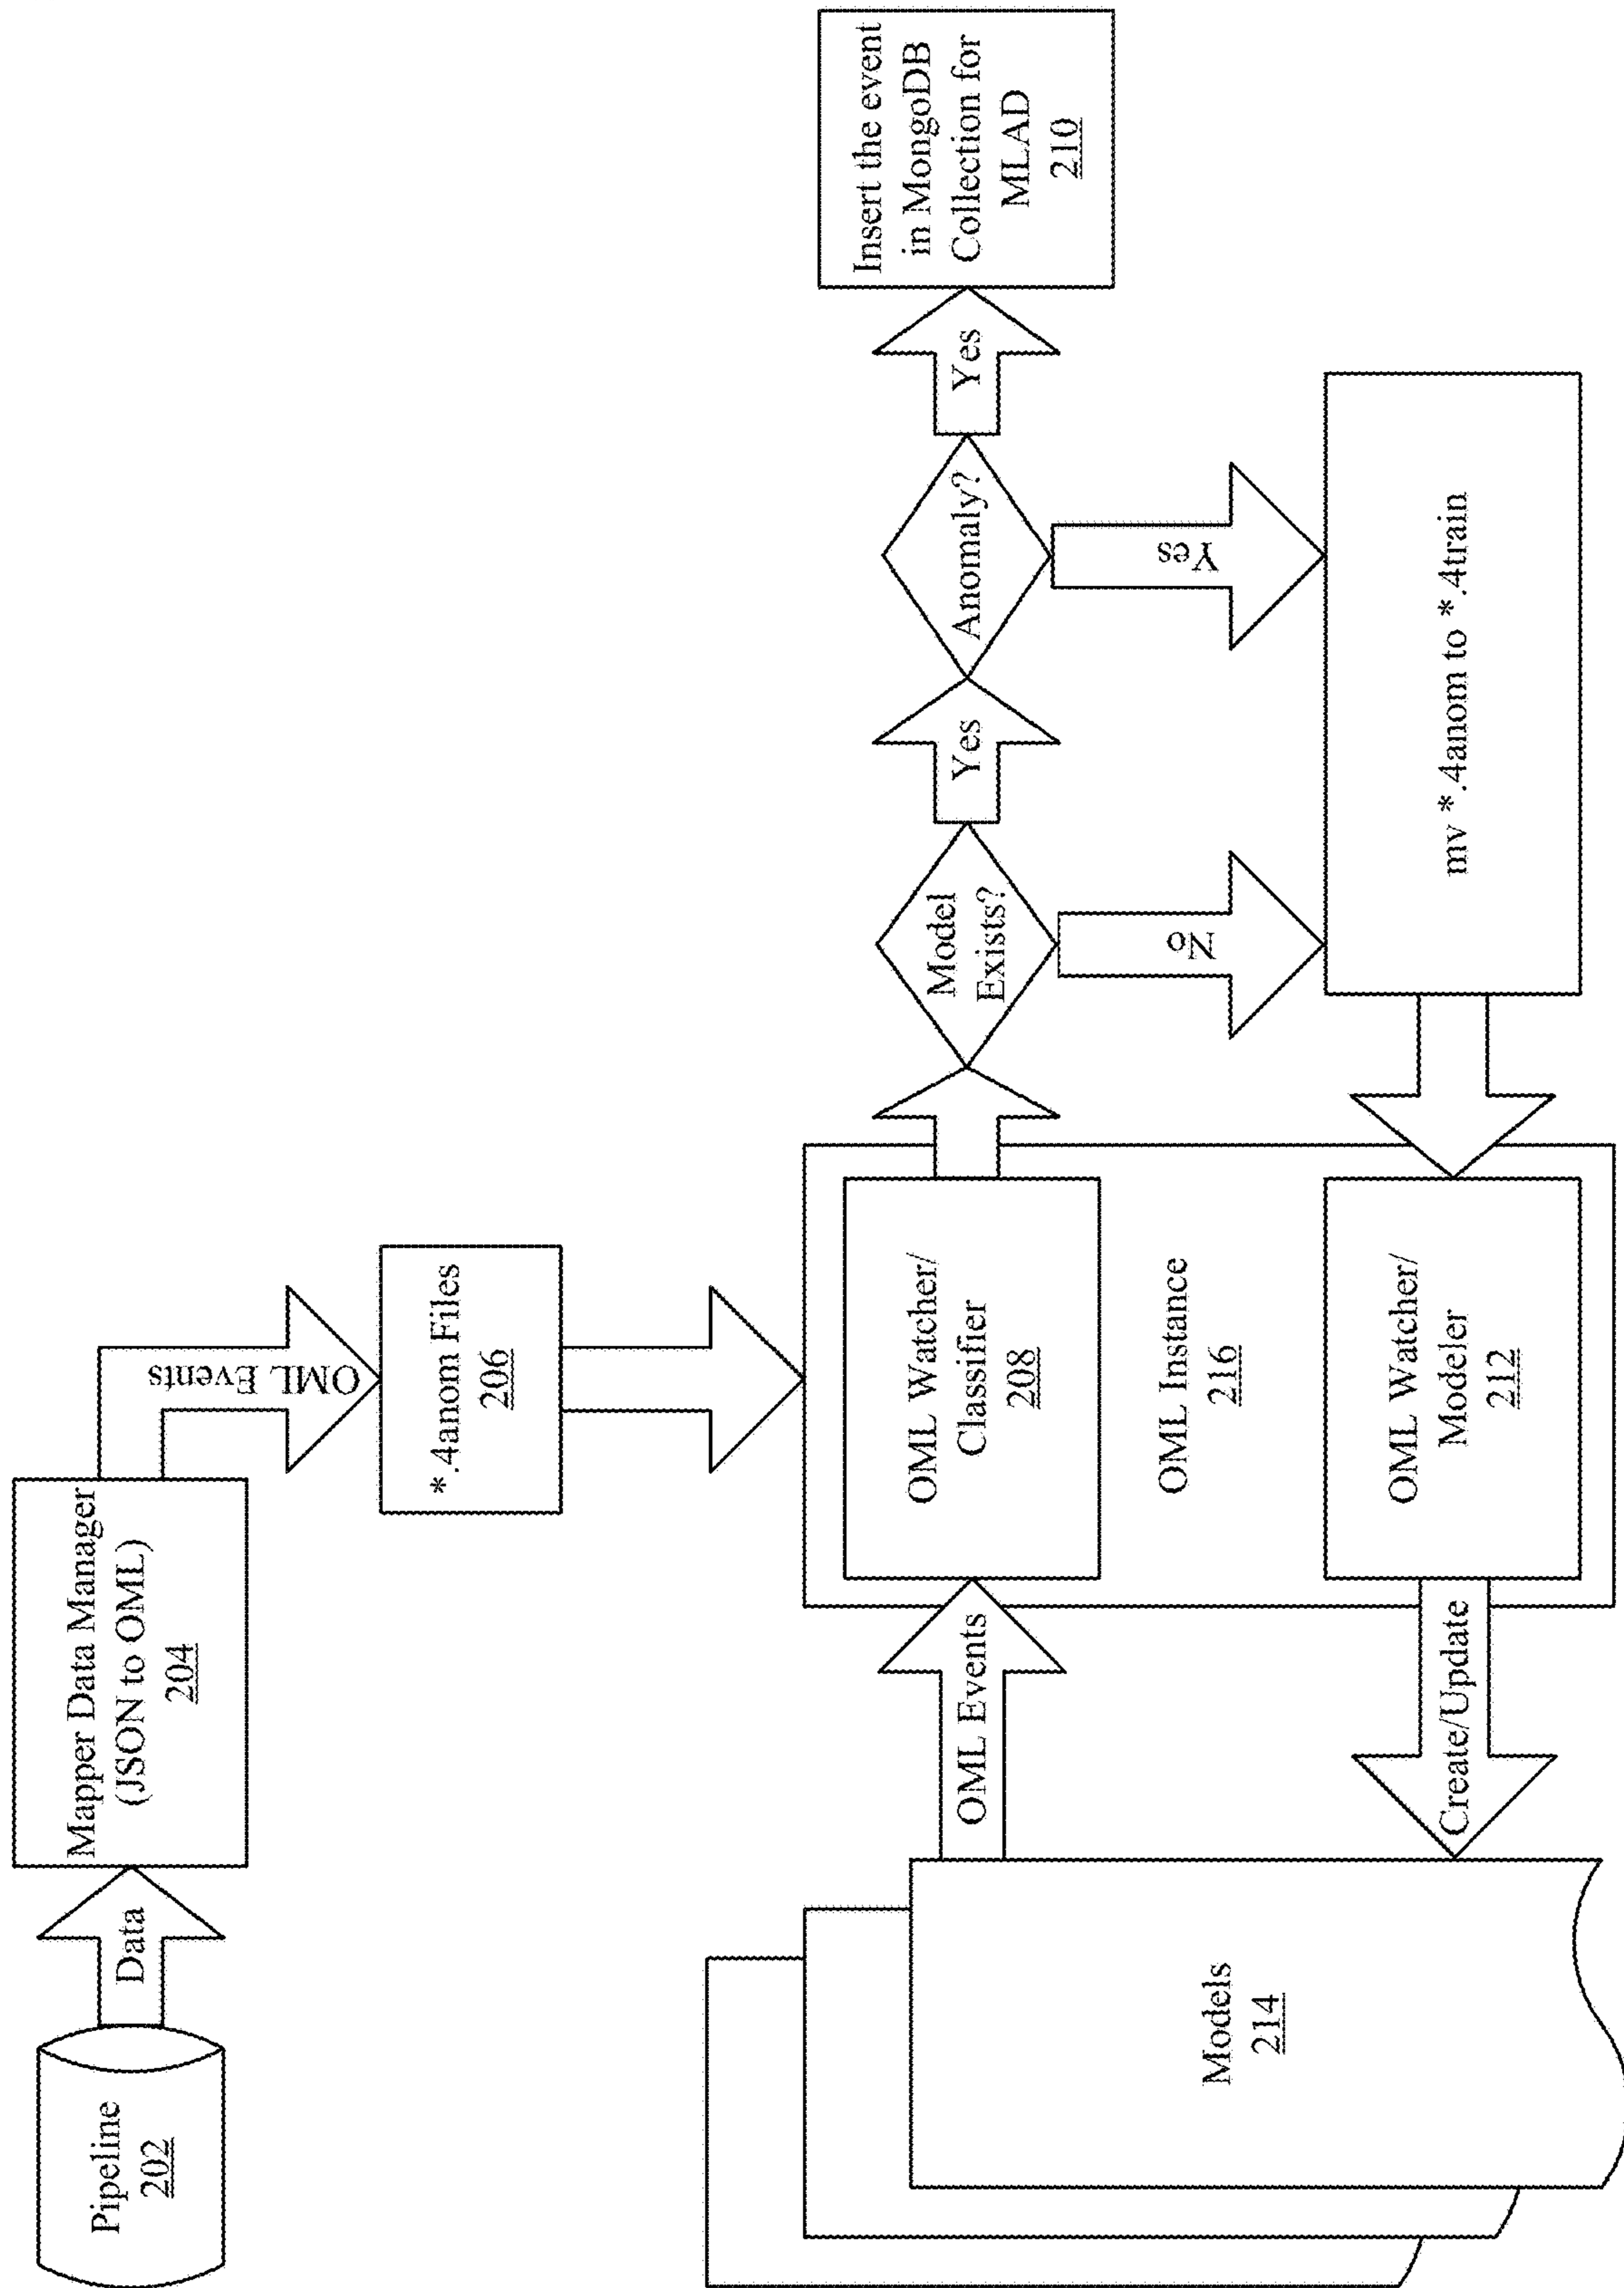 Pipeline
202
Data
Mapper Data Manager
(JSON to OML)
204
OML Events
*.4anom Files
206
Models
214
OML Events
OML Watcher/
Classifier
208
OML Instance
216
OML Watcher/
Modeler
212
Create/Update
Model
Exists?
Yes
No
Anomaly?
Yes
Yes
Insert the event
in MongoDB
Collection for
MLAD
210
mv *.4anom to *.4train